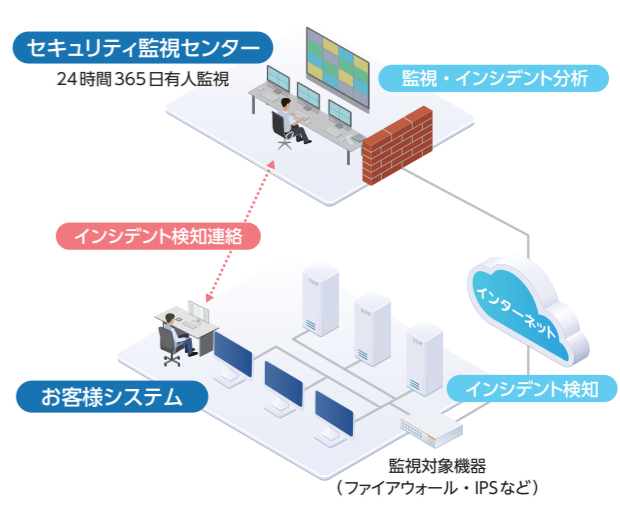 セキュリティ監視センター
24時間365日有人監視
監視・インシデント分析
インシデント検知連絡
インターネット
インシデント検知
お客様システム
監視対象機器
（ファイアウォール・IPSなど）